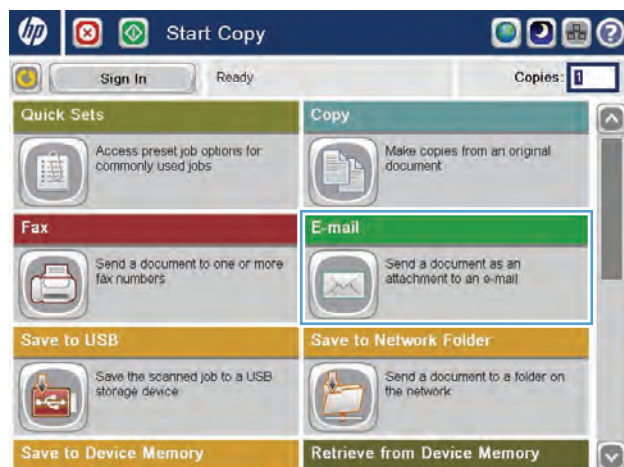 hp
Start Copy
?
Sign In
Ready
Copies: 1
Quick Sets
Access preset job options for
commonly used jobs
Copy
Make copies from an original
document
Fax
Send a document to one or more
fax numbers
E-mail
Send a document as an
attachment to an e-mail
Save to USB
Save the scanned job to a USB
storage device
Save to Network Folder
Send a document to a folder on
the network
Save to Device Memory
Retrieve from Device Memory